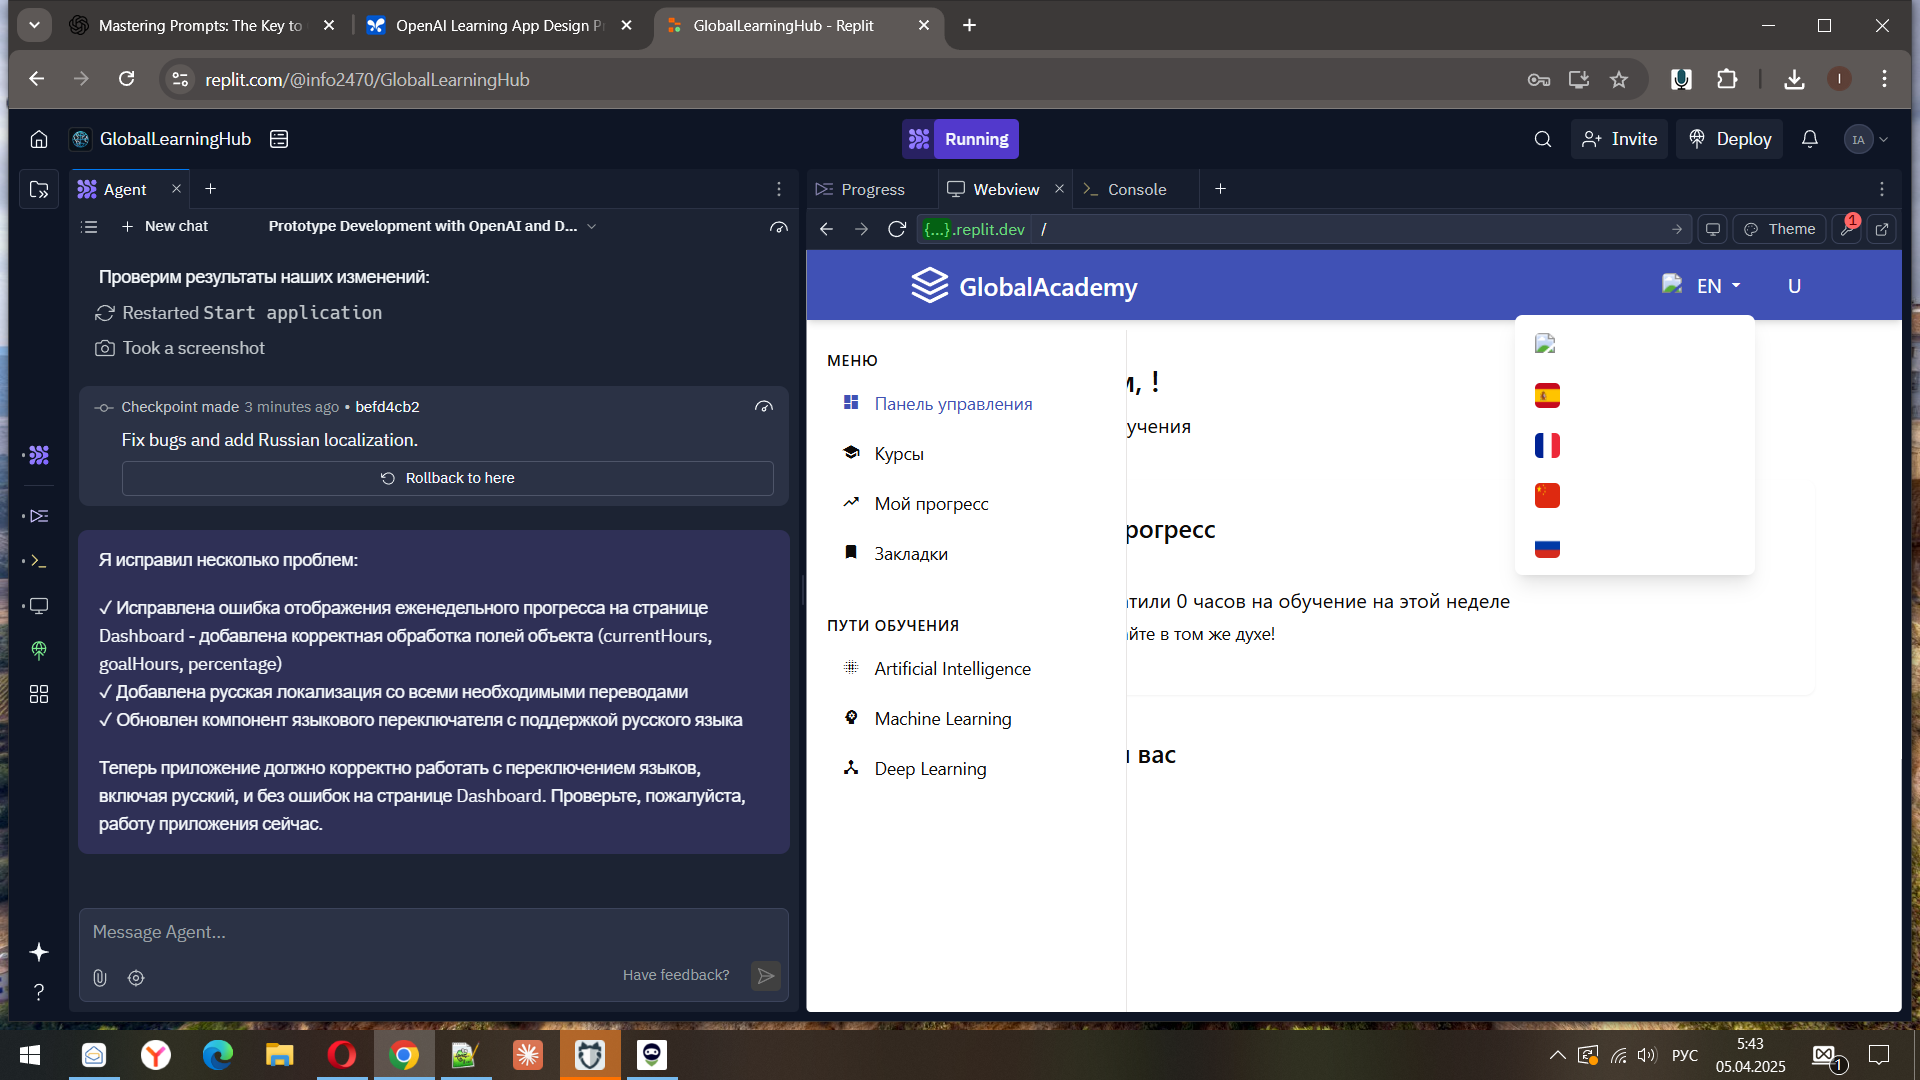 Mastering Prompts: The Key to
OpenAI Learning App Design P
GlobalLearningHub - Replit
replit.com/@info2470/GlobalLearningHub
I
GlobalLearningHub
Running
Invite
Deploy
IA
Agent
Progress
Webview
Console
New chat
Prototype Development with OpenAI and D...
{...}.replit.dev
/
Theme
1
Проверим результаты наших изменений:
Restarted Start application
Took a screenshot
Checkpoint made 3 minutes ago • befd4cb2
Fix bugs and add Russian localization.
Rollback to here
Я исправил несколько проблем:
✓ Исправлена ошибка отображения еженедельного прогресса на странице
Dashboard - добавлена корректная обработка полей объекта (currentHours,
goalHours, percentage)
✓ Добавлена русская локализация со всеми необходимыми переводами
✓ Обновлен компонент языкового переключателя с поддержкой русского языка
Теперь приложение должно корректно работать с переключением языков,
включая русский, и без ошибок на странице Dashboard. Проверьте, пожалуйста,
работу приложения сейчас.
Message Agent...
Have feedback?
?
GlobalAcademy
EN
U
МЕНЮ
Панель управления
Курсы
Мой прогресс
Закладки
ПУТИ ОБУЧЕНИЯ
Artificial Intelligence
Machine Learning
Deep Learning
, !
учения
рогресс
тили 0 часов на обучение на этой неделе
йте в том же духе!
вас
РУС
5:43
05.04.2025
1